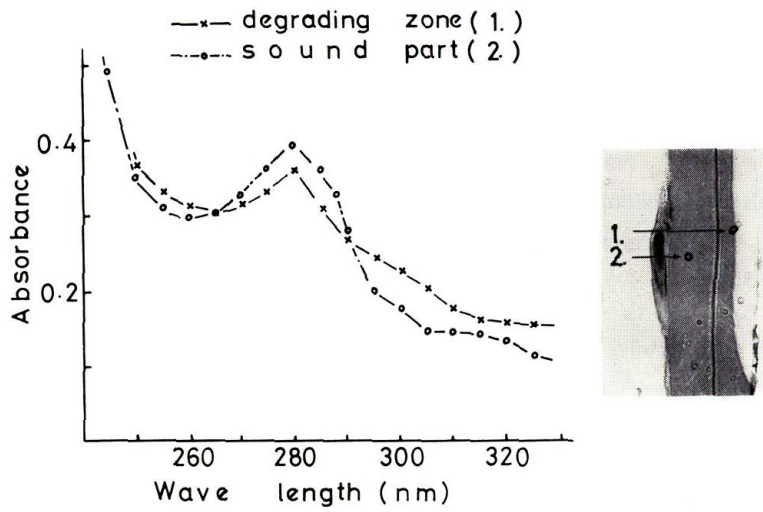 degrading zone (1.)
sound part (2.)
Absorbance
0.4
0.2
260 280 300 320
Wave length (nm)
1.
2.